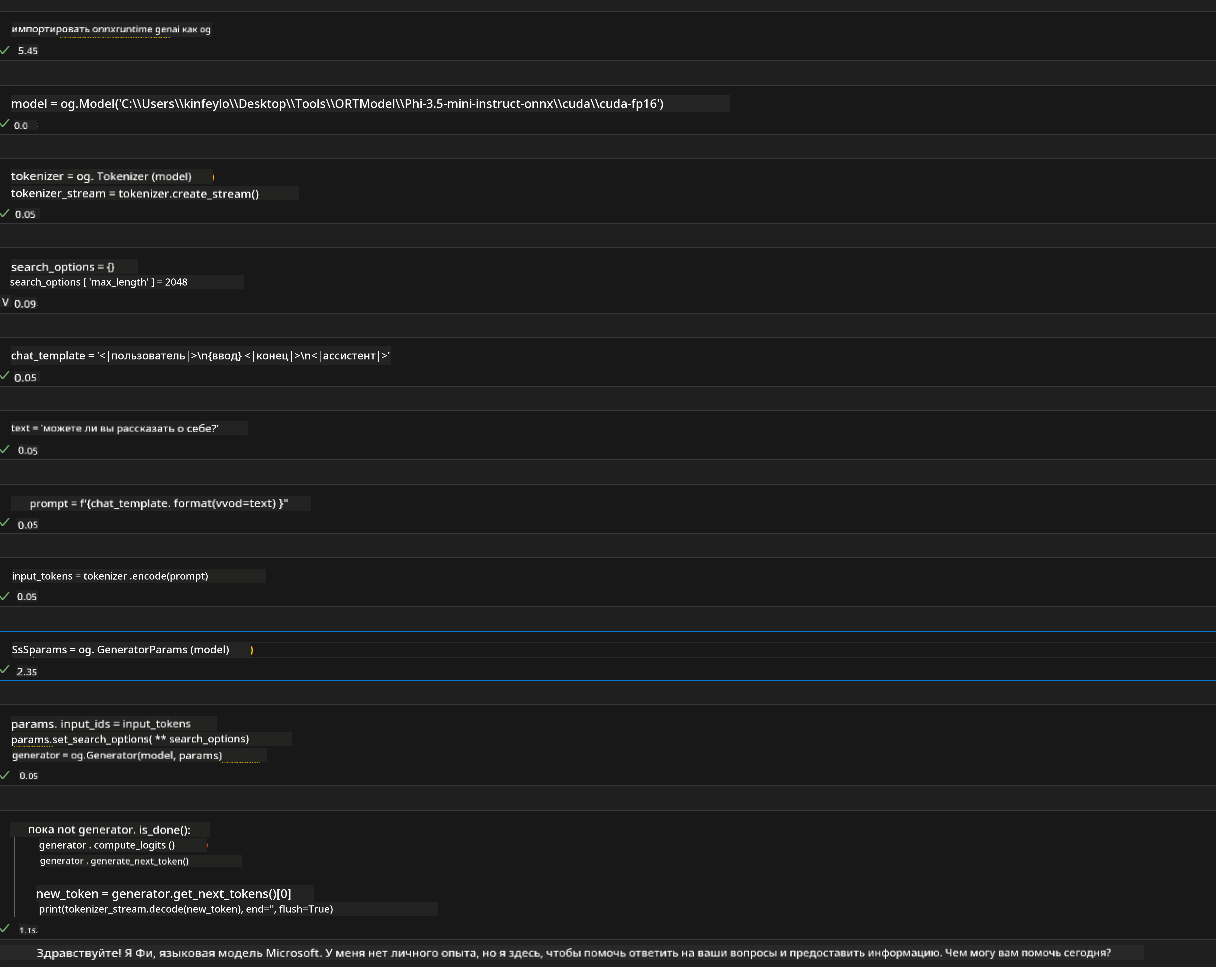 импортировать onnxruntime genai как og
5.45
model = og.Model('C:\\Users\\kinfeylo\\Desktop\\Tools\\ORTModel\\Phi-3.5-mini-instruct-onnx\\cuda\\cuda-fp16')
0.0
tokenizer = og. Tokenizer (model) )
tokenizer_stream = tokenizer.create_stream()
0.05
search_options = {}
search_options [ 'max_length' ] = 2048
V 0.09
chat_template = '<|пользователь|>\n{ввод} <|конец|>\n<|ассистент|>'
0.05
text = 'можете ли вы рассказать о себе?'
0.05
prompt = f'{chat_template. format(vvod=text) }"
0.05
input_tokens = tokenizer .encode(prompt)
0.05
SsSparams = og. GeneratorParams (model) )
2.35
params. input_ids = input_tokens
params.set_search_options( ** search_options)
generator = og.Generator(model, params)
0.05
пока not generator. is_done():
generator . compute_logits ()
generator . generate_next_token()
new_token = generator.get_next_tokens()[0]
print(tokenizer_stream.decode(new_token), end='', flush=True)
1.15.
Здравствуйте! Я Фи, языковая модель Microsoft. У меня нет личного опыта, но я здесь, чтобы помочь ответить на ваши вопросы и предоставить информацию. Чем могу вам помочь сегодня?